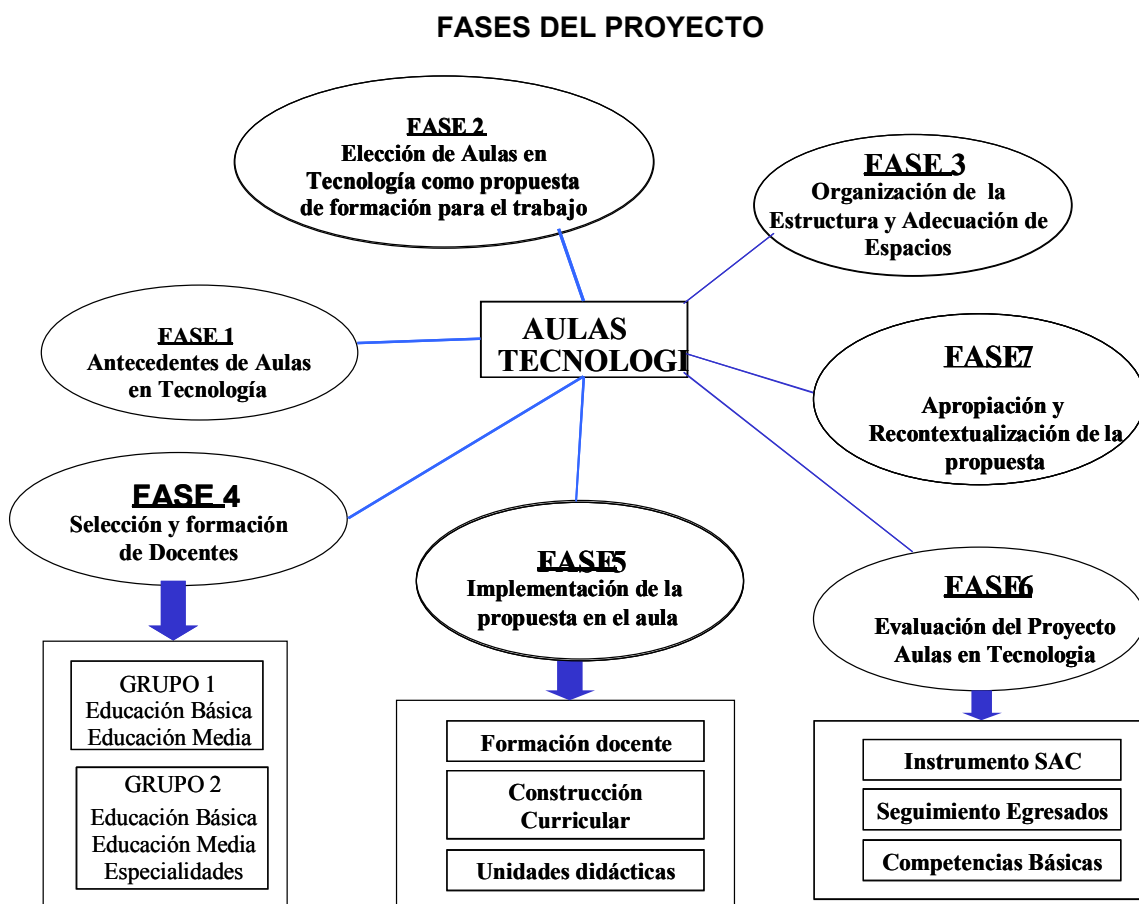 FASES DEL PROYECTO
FASE 2
Elección de Aulas en
Tecnología como propuesta
de formación para el trabajo
FASE 3
Organización de la
Estructura y Adecuación de
Espacios
FASE 1
Antecedentes de Aulas
en Tecnología
AULAS
TECNOLOGI
FASE7
Apropiación y
Recontextualización de la
propuesta
FASE 4
Selección y formación
de Docentes
FASE5
Implementación de la
propuesta en el aula
FASE6
Evaluación del Proyecto
Aulas en Tecnologia
GRUPO 1
Educación Básica
Educación Media
GRUPO 2
Educación Básica
Educación Media
Especialidades
Formación docente
Construcción
Curricular
Unidades didácticas
Instrumento SAC
Seguimiento Egresados
Competencias Básicas